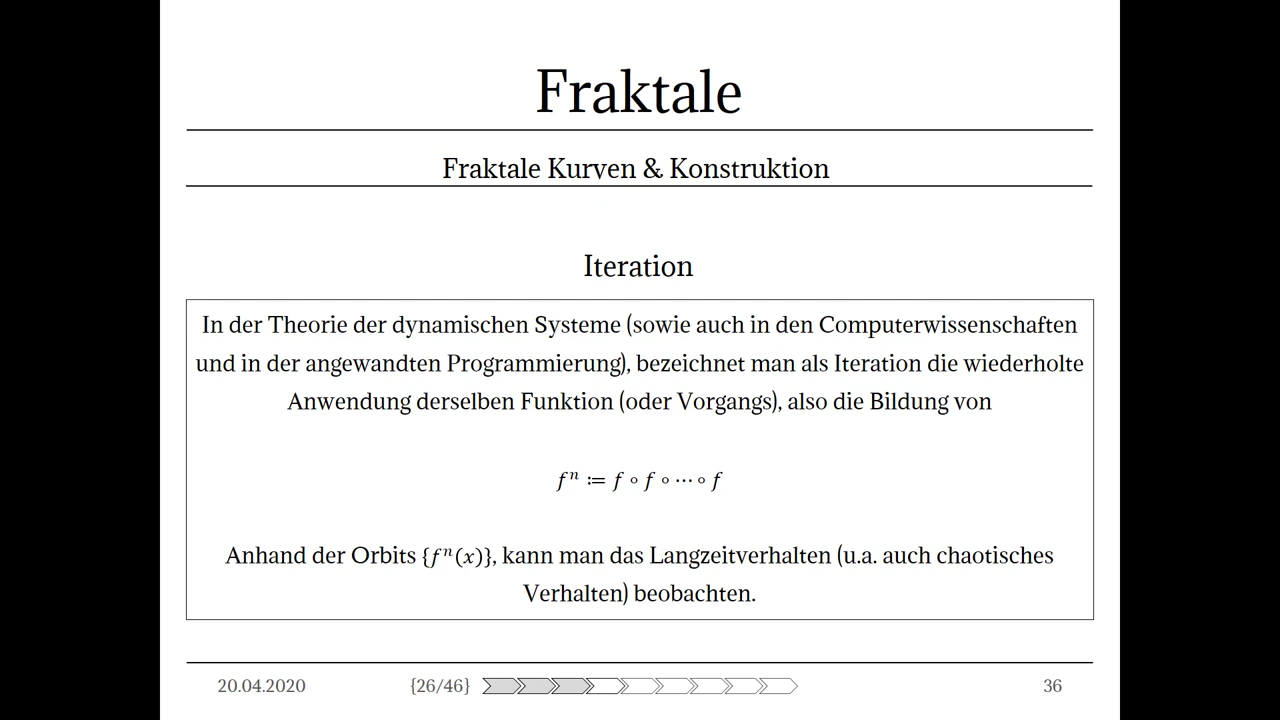 Fraktale
Fraktale Kurven & Konstruktion
Iteration
In der Theorie der dynamischen Systeme (sowie auch in den Computerwissenschaften
und in der angewandten Programmierung), bezeichnet man als Iteration die wiederholte
Anwendung derselben Funktion (oder Vorgangs), also die Bildung von
fⁿ ≔ f ∘ f ∘ ⋯ ∘ f
Anhand der Orbits {fⁿ(x)}, kann man das Langzeitverhalten (u.a. auch chaotisches
Verhalten) beobachten.
20.04.2020 {26/46} 36